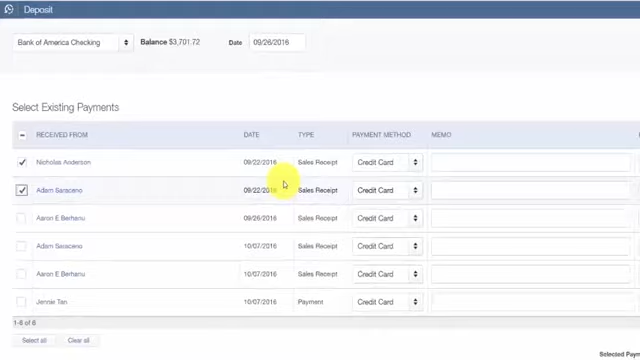 Deposit
Bank of America Checking Balance $3,701.72 Date 09/26/2016
Select Existing Payments
RECEIVED FROM DATE TYPE PAYMENT METHOD MEMO
Nicholas Anderson 09/22/2016 Sales Receipt Credit Card
Adam Saraceno 09/22/2016 Sales Receipt Credit Card
Aaron E Berhanu 09/26/2016 Sales Receipt Credit Card
Adam Saraceno 10/07/2016 Sales Receipt Credit Card
Aaron E Berhanu 10/07/2016 Sales Receipt Credit Card
Jennie Tan 10/07/2016 Payment Credit Card
1-6 of 6
Select all Clear all
Selected Paym